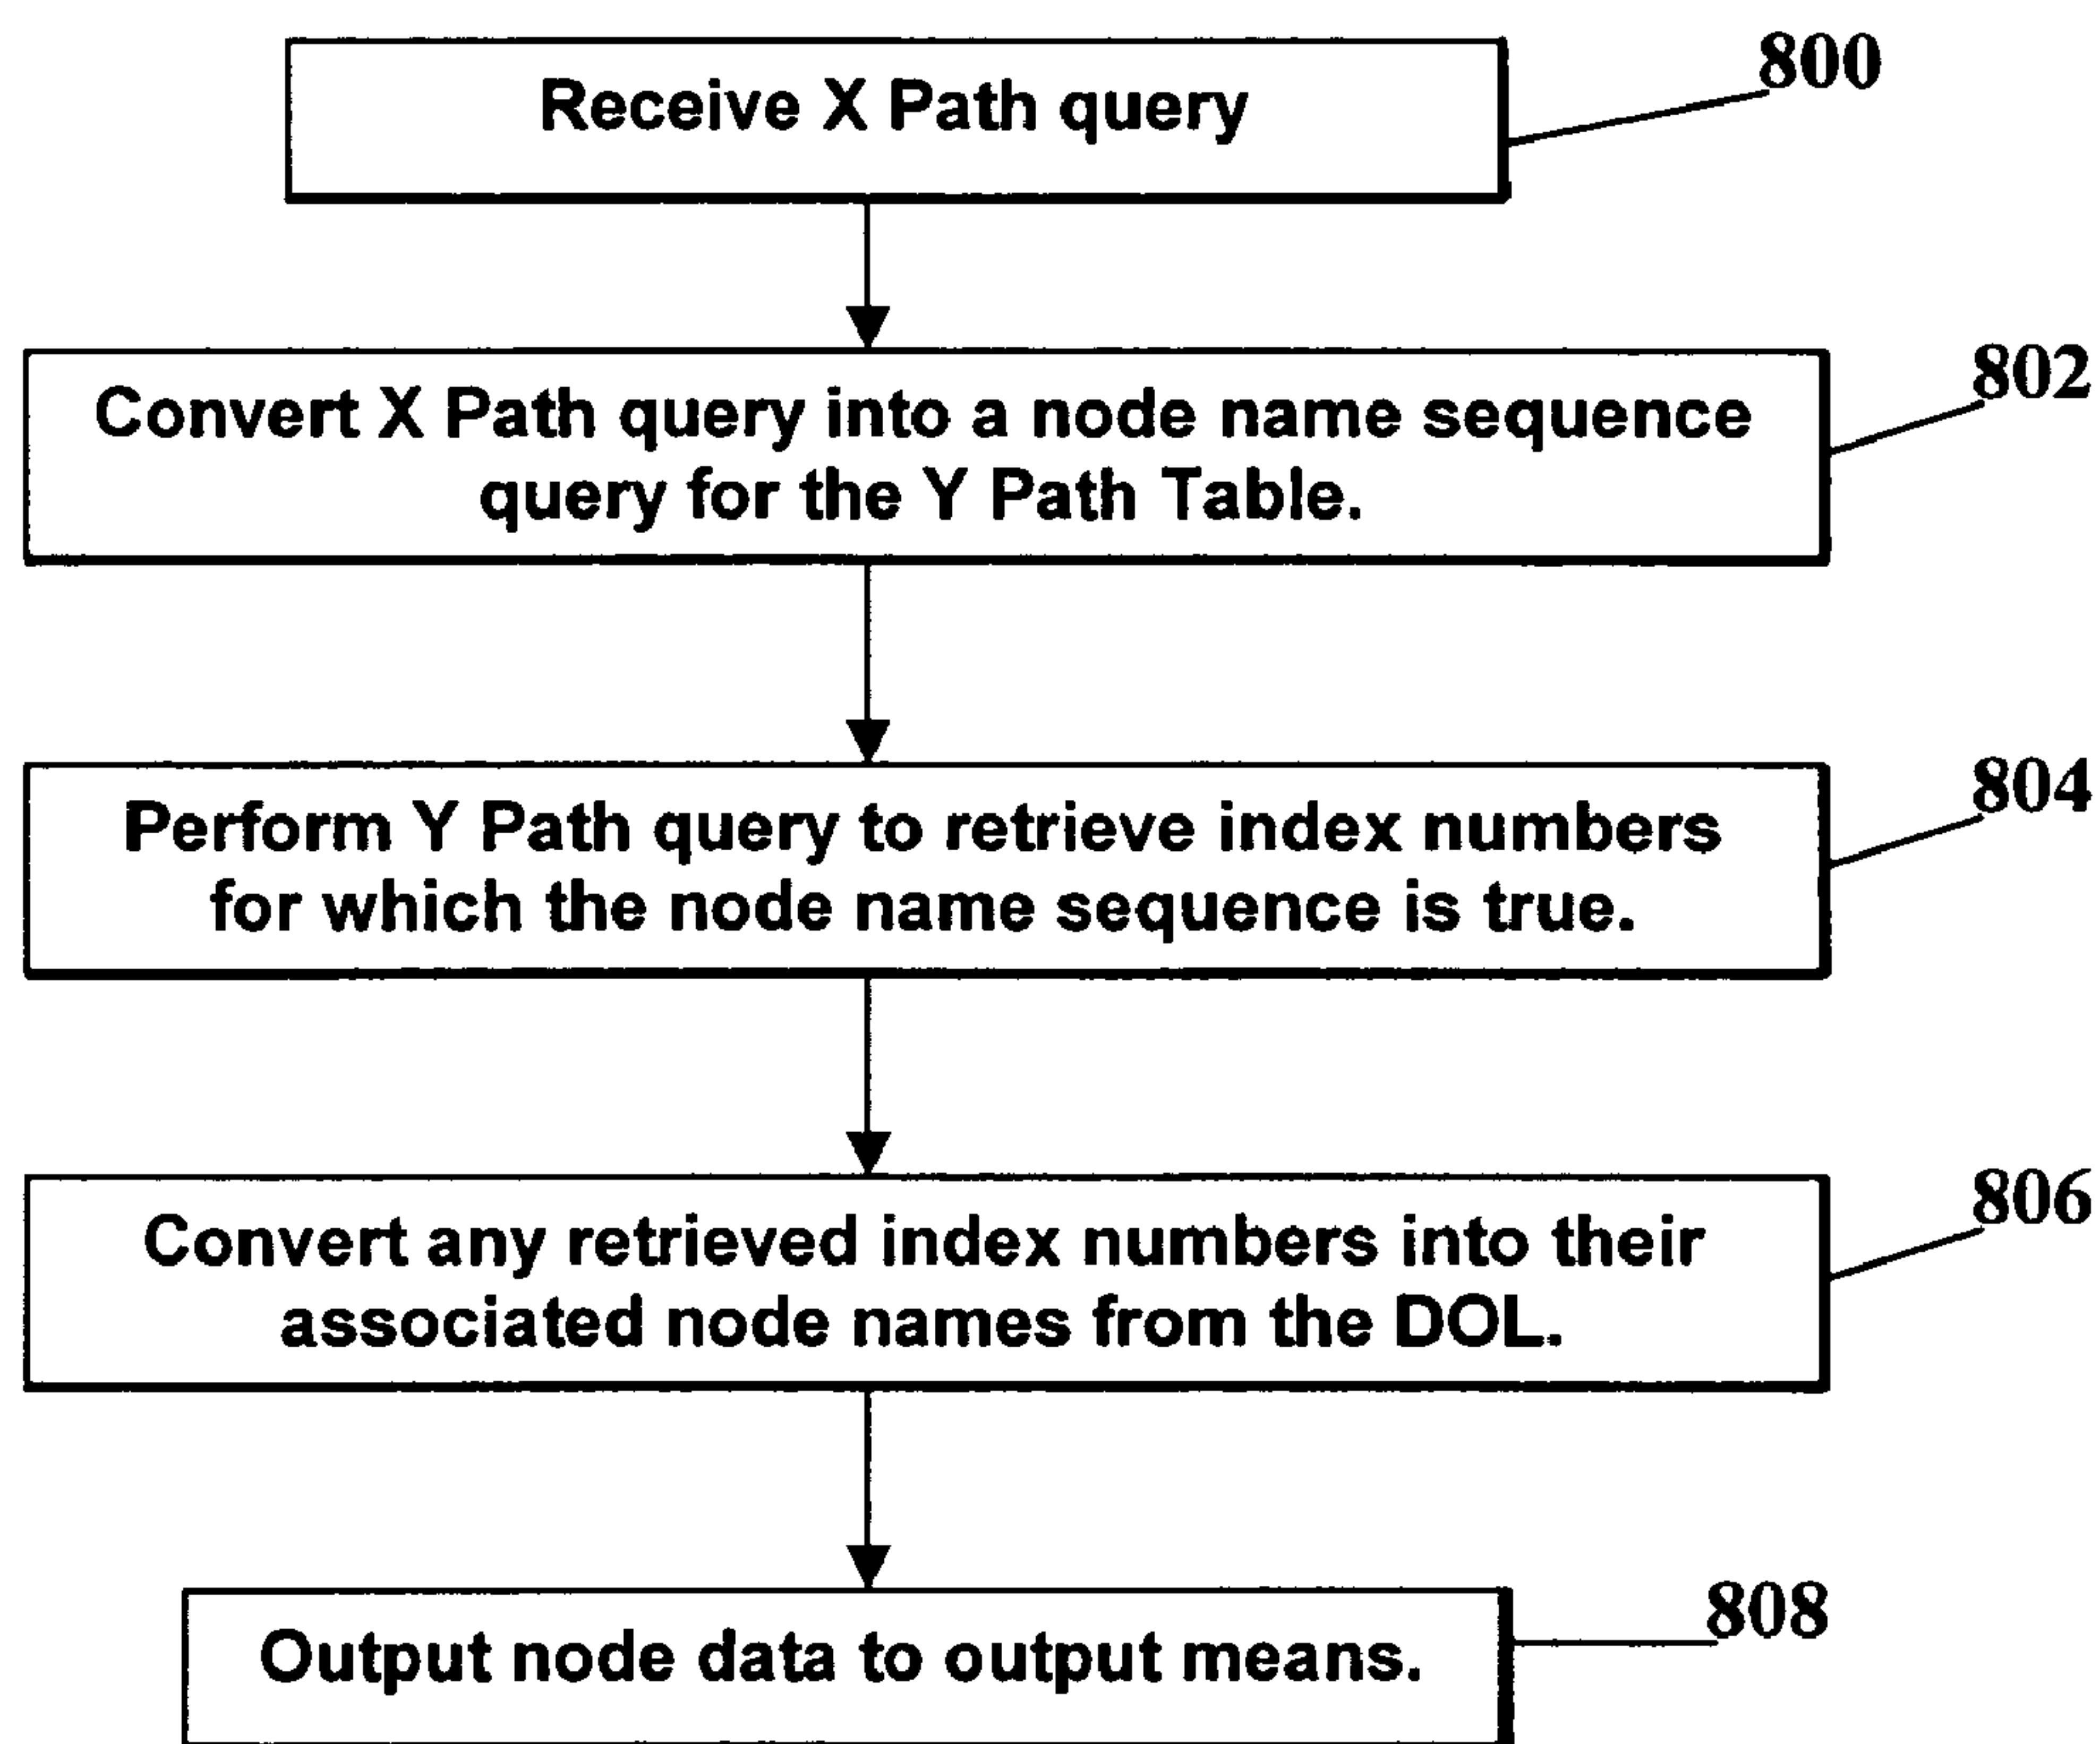 Receive X Path query
800
Convert X Path query into a node name sequence
query for the Y Path Table.
802
Perform Y Path query to retrieve index numbers
for which the node name sequence is true.
804
Convert any retrieved index numbers into their
associated node names from the DOL.
806
Output node data to output means.
808